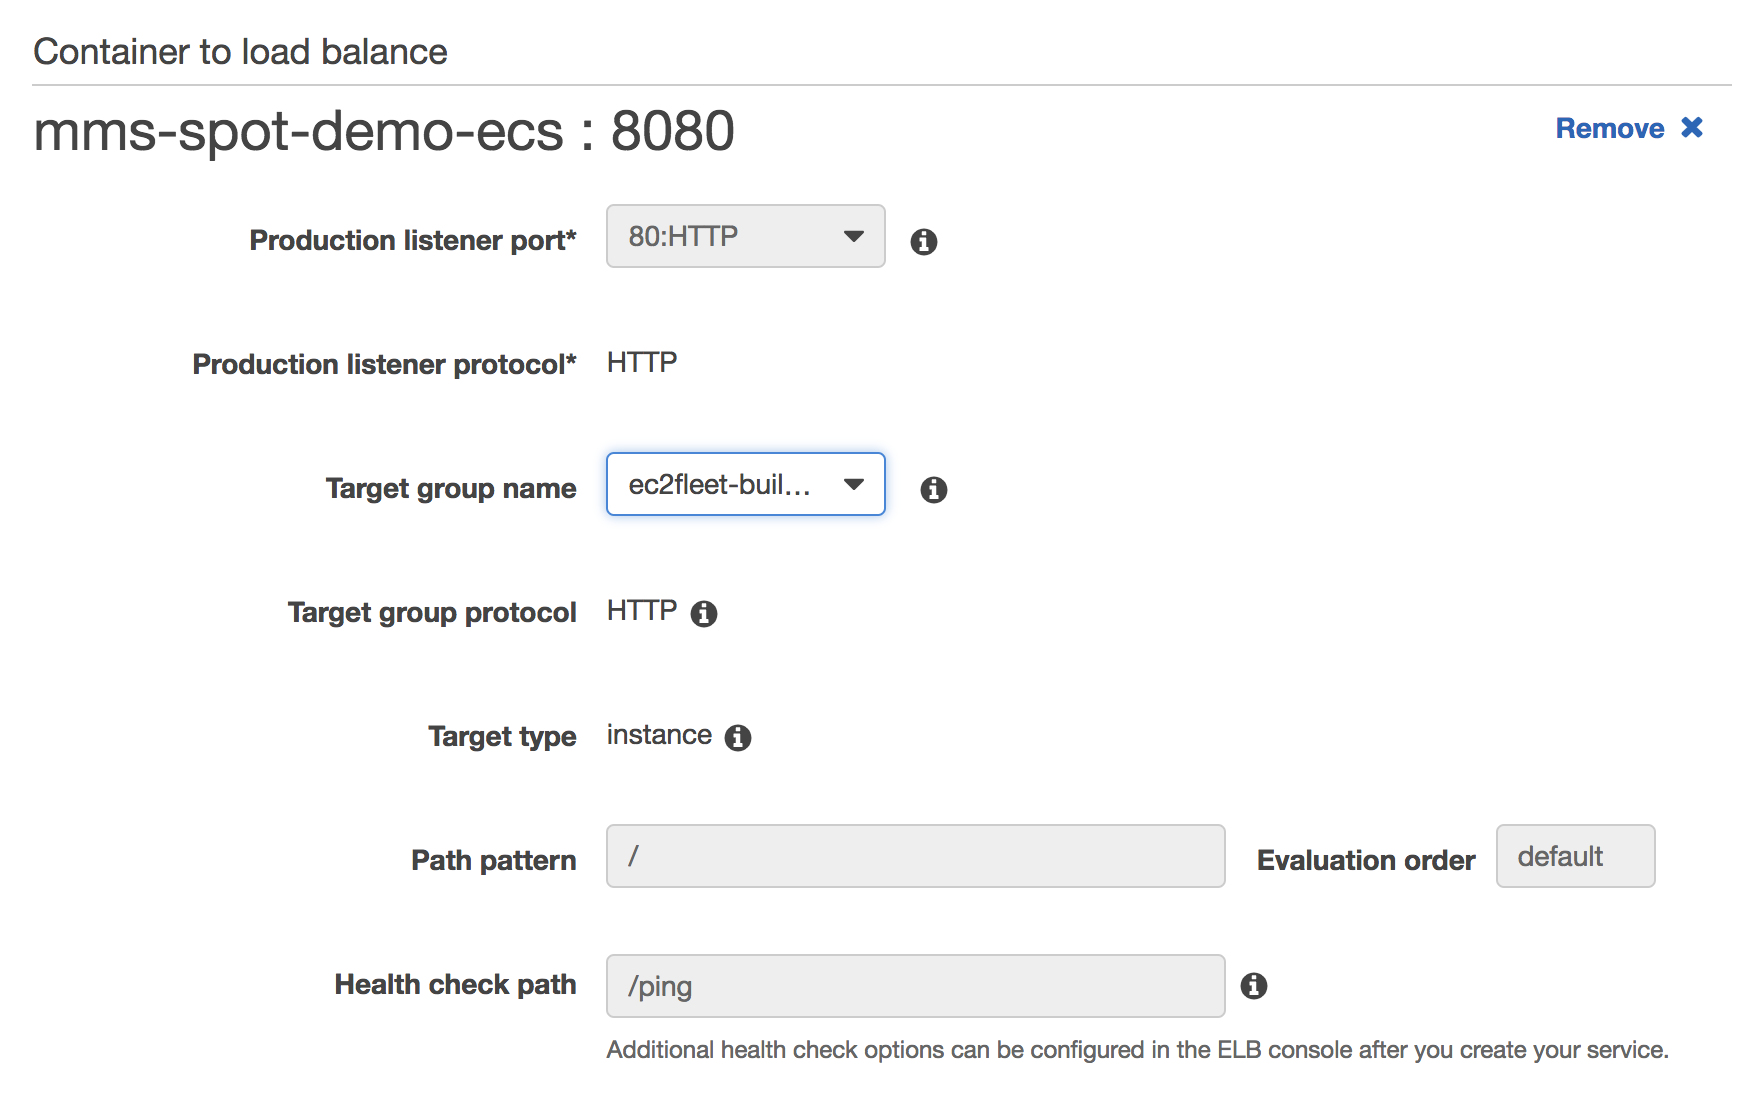 Container to load balance
mms-spot-demo-ecs : 8080
Remove
Production listener port* 80:HTTP
Production listener protocol* HTTP
Target group name ec2fleet-buil...
Target group protocol HTTP
Target type instance
Path pattern / Evaluation order default
Health check path /ping
Additional health check options can be configured in the ELB console after you create your service.